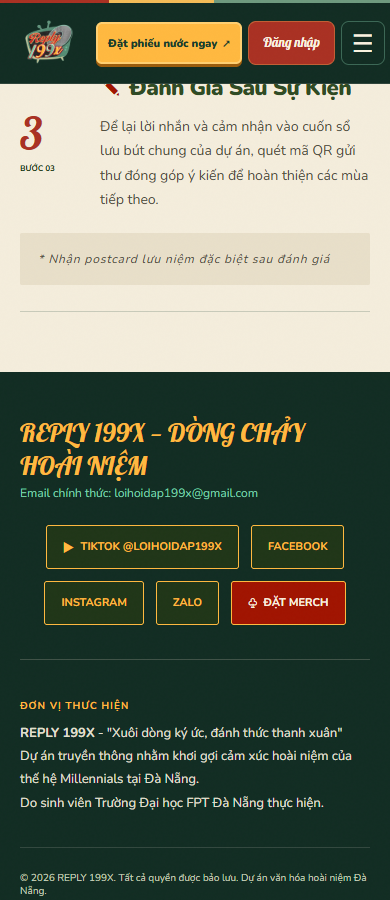 Reply
199x
Đặt phiếu nước ngay ↗
Đăng nhập
Đánh Giá Sau Sự Kiện
3
BƯỚC 03
Để lại lời nhắn và cảm nhận vào cuốn sổ
lưu bút chung của dự án, quét mã QR gửi
thư đóng góp ý kiến để hoàn thiện các mùa
tiếp theo.
* Nhận postcard lưu niệm đặc biệt sau đánh giá
REPLY 199X – DÒNG CHẢY
HOÀI NIỆM
Email chính thức: loihoidap199x@gmail.com
▶ TIKTOK @LOIHOIDAP199X
FACEBOOK
INSTAGRAM
ZALO
♧ ĐẶT MERCH
ĐƠN VỊ THỰC HIỆN
REPLY 199X - "Xuôi dòng ký ức, đánh thức thanh xuân"
Dự án truyền thông nhằm khơi gợi cảm xúc hoài niệm của
thế hệ Millennials tại Đà Nẵng.
Do sinh viên Trường Đại học FPT Đà Nẵng thực hiện.
© 2026 REPLY 199X. Tất cả quyền được bảo lưu. Dự án văn hóa hoài niệm Đà
Nẵng.